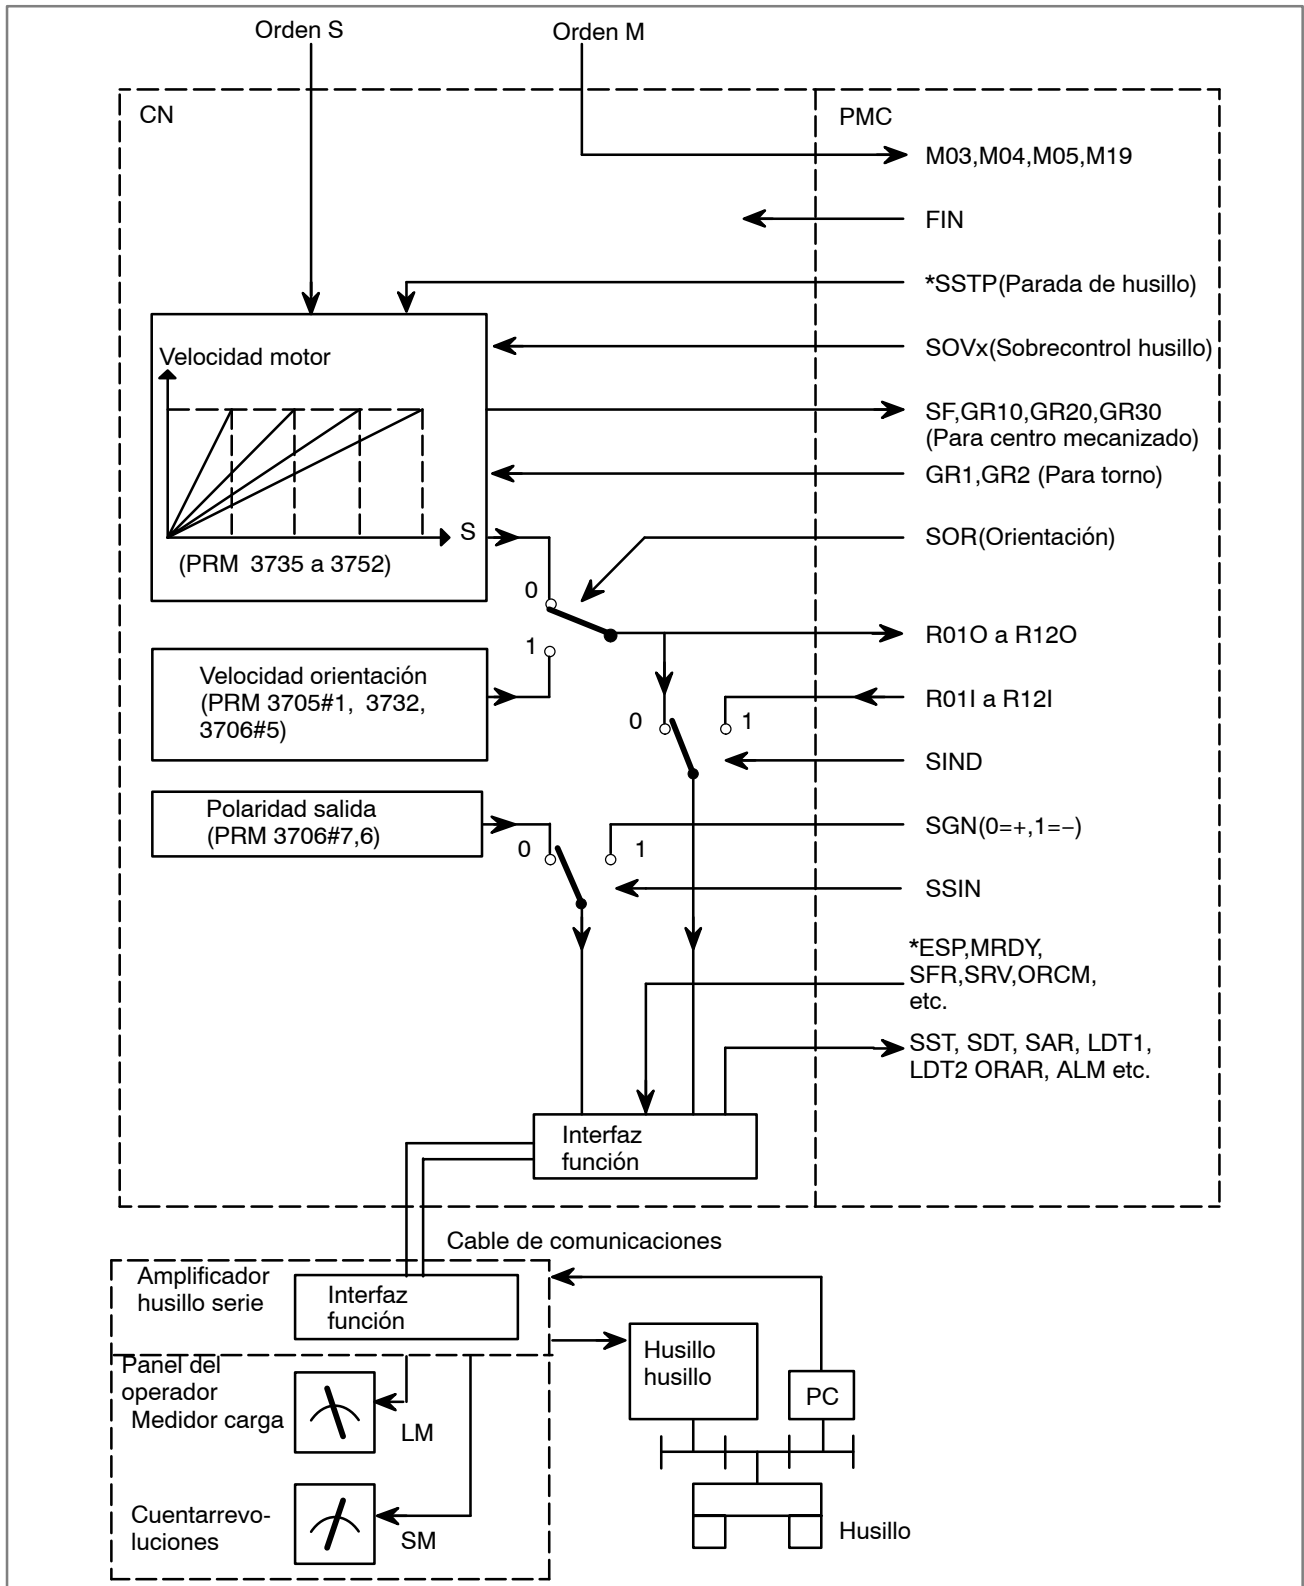 Orden S
Orden M
CN
PMC
M03,M04,M05,M19
FIN
*SSTP(Parada de husillo)
Velocidad motor
SOVx(Sobrecontrol husillo)
SF,GR10,GR20,GR30
(Para centro mecanizado)
GR1,GR2 (Para torno)
S
(PRM 3735 a 3752)
SOR(Orientación)
0
1
R01O a R12O
Velocidad orientación
(PRM 3705#1, 3732,
3706#5)
R01I a R12I
0
1
SIND
Polaridad salida
(PRM 3706#7,6)
SGN(0=+,1=−)
0
1
SSIN
*ESP,MRDY,
SFR,SRV,ORCM,
etc.
SST, SDT, SAR, LDT1,
LDT2 ORAR, ALM etc.
Interfaz
función
Cable de comunicaciones
Amplificador
husillo serie
Interfaz
función
Husillo
husillo
PC
Panel del
operador
Medidor carga
LM
Cuentarrevo-
luciones
SM
Husillo